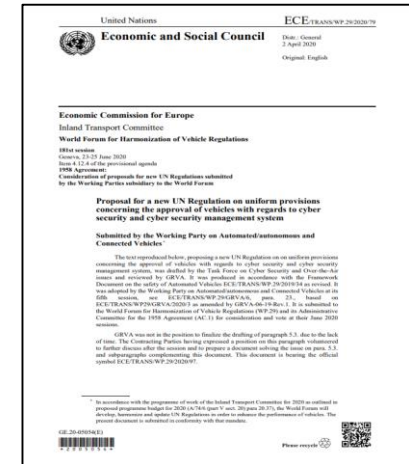 United Nations
ECE/TRANS/WP.29/2020/79
Economic and Social Council
Distr.: General
2 April 2020
Original: English
Economic Commission for Europe
Inland Transport Committee
World Forum for Harmonization of Vehicle Regulations
181st session
Geneva, 23-25 June 2020
Item 4.12.4 of the provisional agenda
1958 Agreement:
Consideration of proposals for new UN Regulations submitted
by the Working Parties subsidiary to the World Forum
Proposal for a new UN Regulation on uniform provisions
concerning the approval of vehicles with regards to cyber
security and cyber security management system
Submitted by the Working Party on Automated/autonomous and
Connected Vehicles*
The text reproduced below, proposing a new UN Regulation on on uniform provisions
concerning the approval of vehicles with regards to cyber security and cyber security
management system, was drafted by the Task Force on Cyber Security and Over-the-Air
issues and reviewed by GRVA. It was produced in accordance with the Framework
Document on the safety of Automated Vehicles ECE/TRANS/WP.29/2019/34 as revised. It
was adopted by the Working Party on Automated/autonomous and Connected Vehicles at its
fifth session, see ECE/TRANS/WP.29/GRVA/6, para. 23., based on
ECE/TRANS/WP29/GRVA/2020/3 as amended by GRVA-06-19-Rev.1. It is submitted to
the World Forum for Harmonization of Vehicle Regulations (WP.29) and its Administrative
Committee for the 1958 Agreement (AC.1) for consideration and vote at their June 2020
sessions.
GRVA was not in the position to finalize the drafting of paragraph 5.3. due to the lack
of time. The Contracting Parties having expressed a position on this paragraph volunteered
to further discuss after the session and to prepare a document solving the issue on para. 5.3.
and subparagraphs complementing this document. This document is bearing the official
symbol ECE/TRANS/WP.29/2020/97.
* In accordance with the programme of work of the Inland Transport Committee for 2020 as outlined in
proposed programme budget for 2020 (A/74/6 (part V sect. 20) para 20.37), the World Forum will
develop, harmonize and update UN Regulations in order to enhance the performance of vehicles. The
present document is submitted in conformity with that mandate.
GE.20-05054(E)
Please recycle